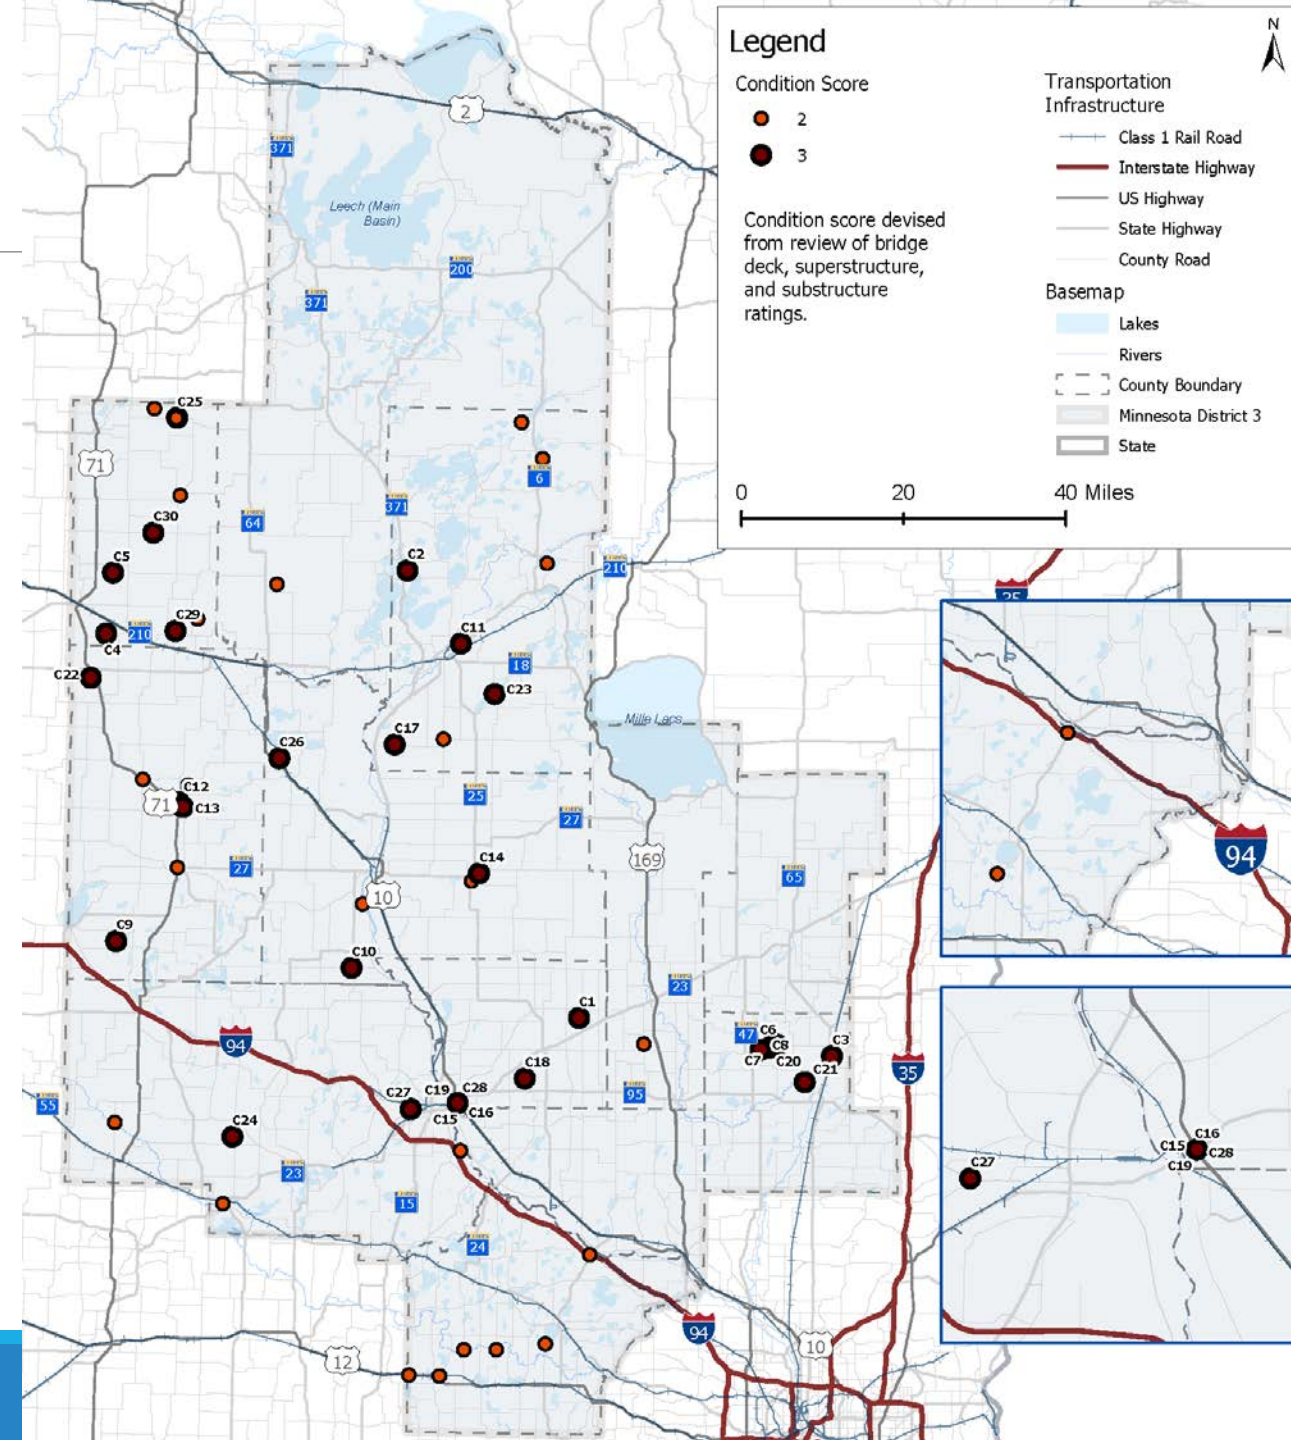 Legend
N
Condition Score
2
3
Condition score devised
from review of bridge
deck, superstructure,
and substructure
ratings.
Transportation
Infrastructure
Class 1 Rail Road
Interstate Highway
US Highway
State Highway
County Road
Basemap
Lakes
Rivers
County Boundary
Minnesota District 3
State
0 20 40 Miles
2
371
Leech (Main
Basin)
200
371
C25
71
6
371
C30
64
C5
C2
210
35
C29
210
C4
C11
18
C22
C23
Mille Lacs
C17
C26
C12
71
C13
25
27
169
27
C14
65
10
94
C9
C10
23
C1
47
C6
C8
C7
C20
C3
C21
94
C18
35
55
C27
C19
C28
C15
C16
95
C24
23
15
24
94
10
12
C16
C15
C28
C19
C27